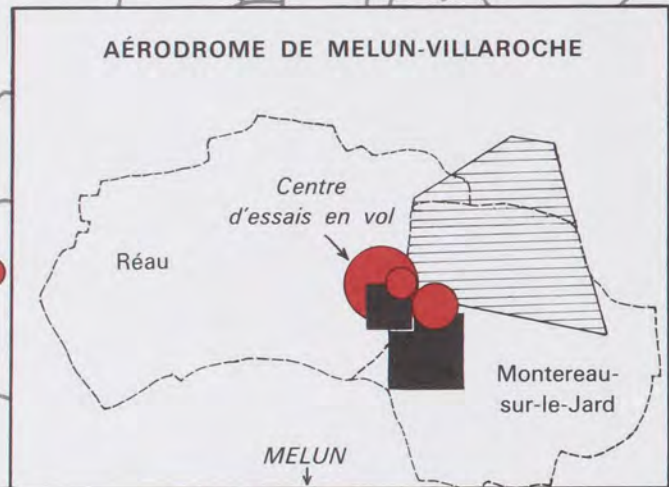 AÉRODROME DE MELUN-VILLAROCHE
Centre
d'essais en vol
Réau
Montereau-
sur-le-Jard
MELUN